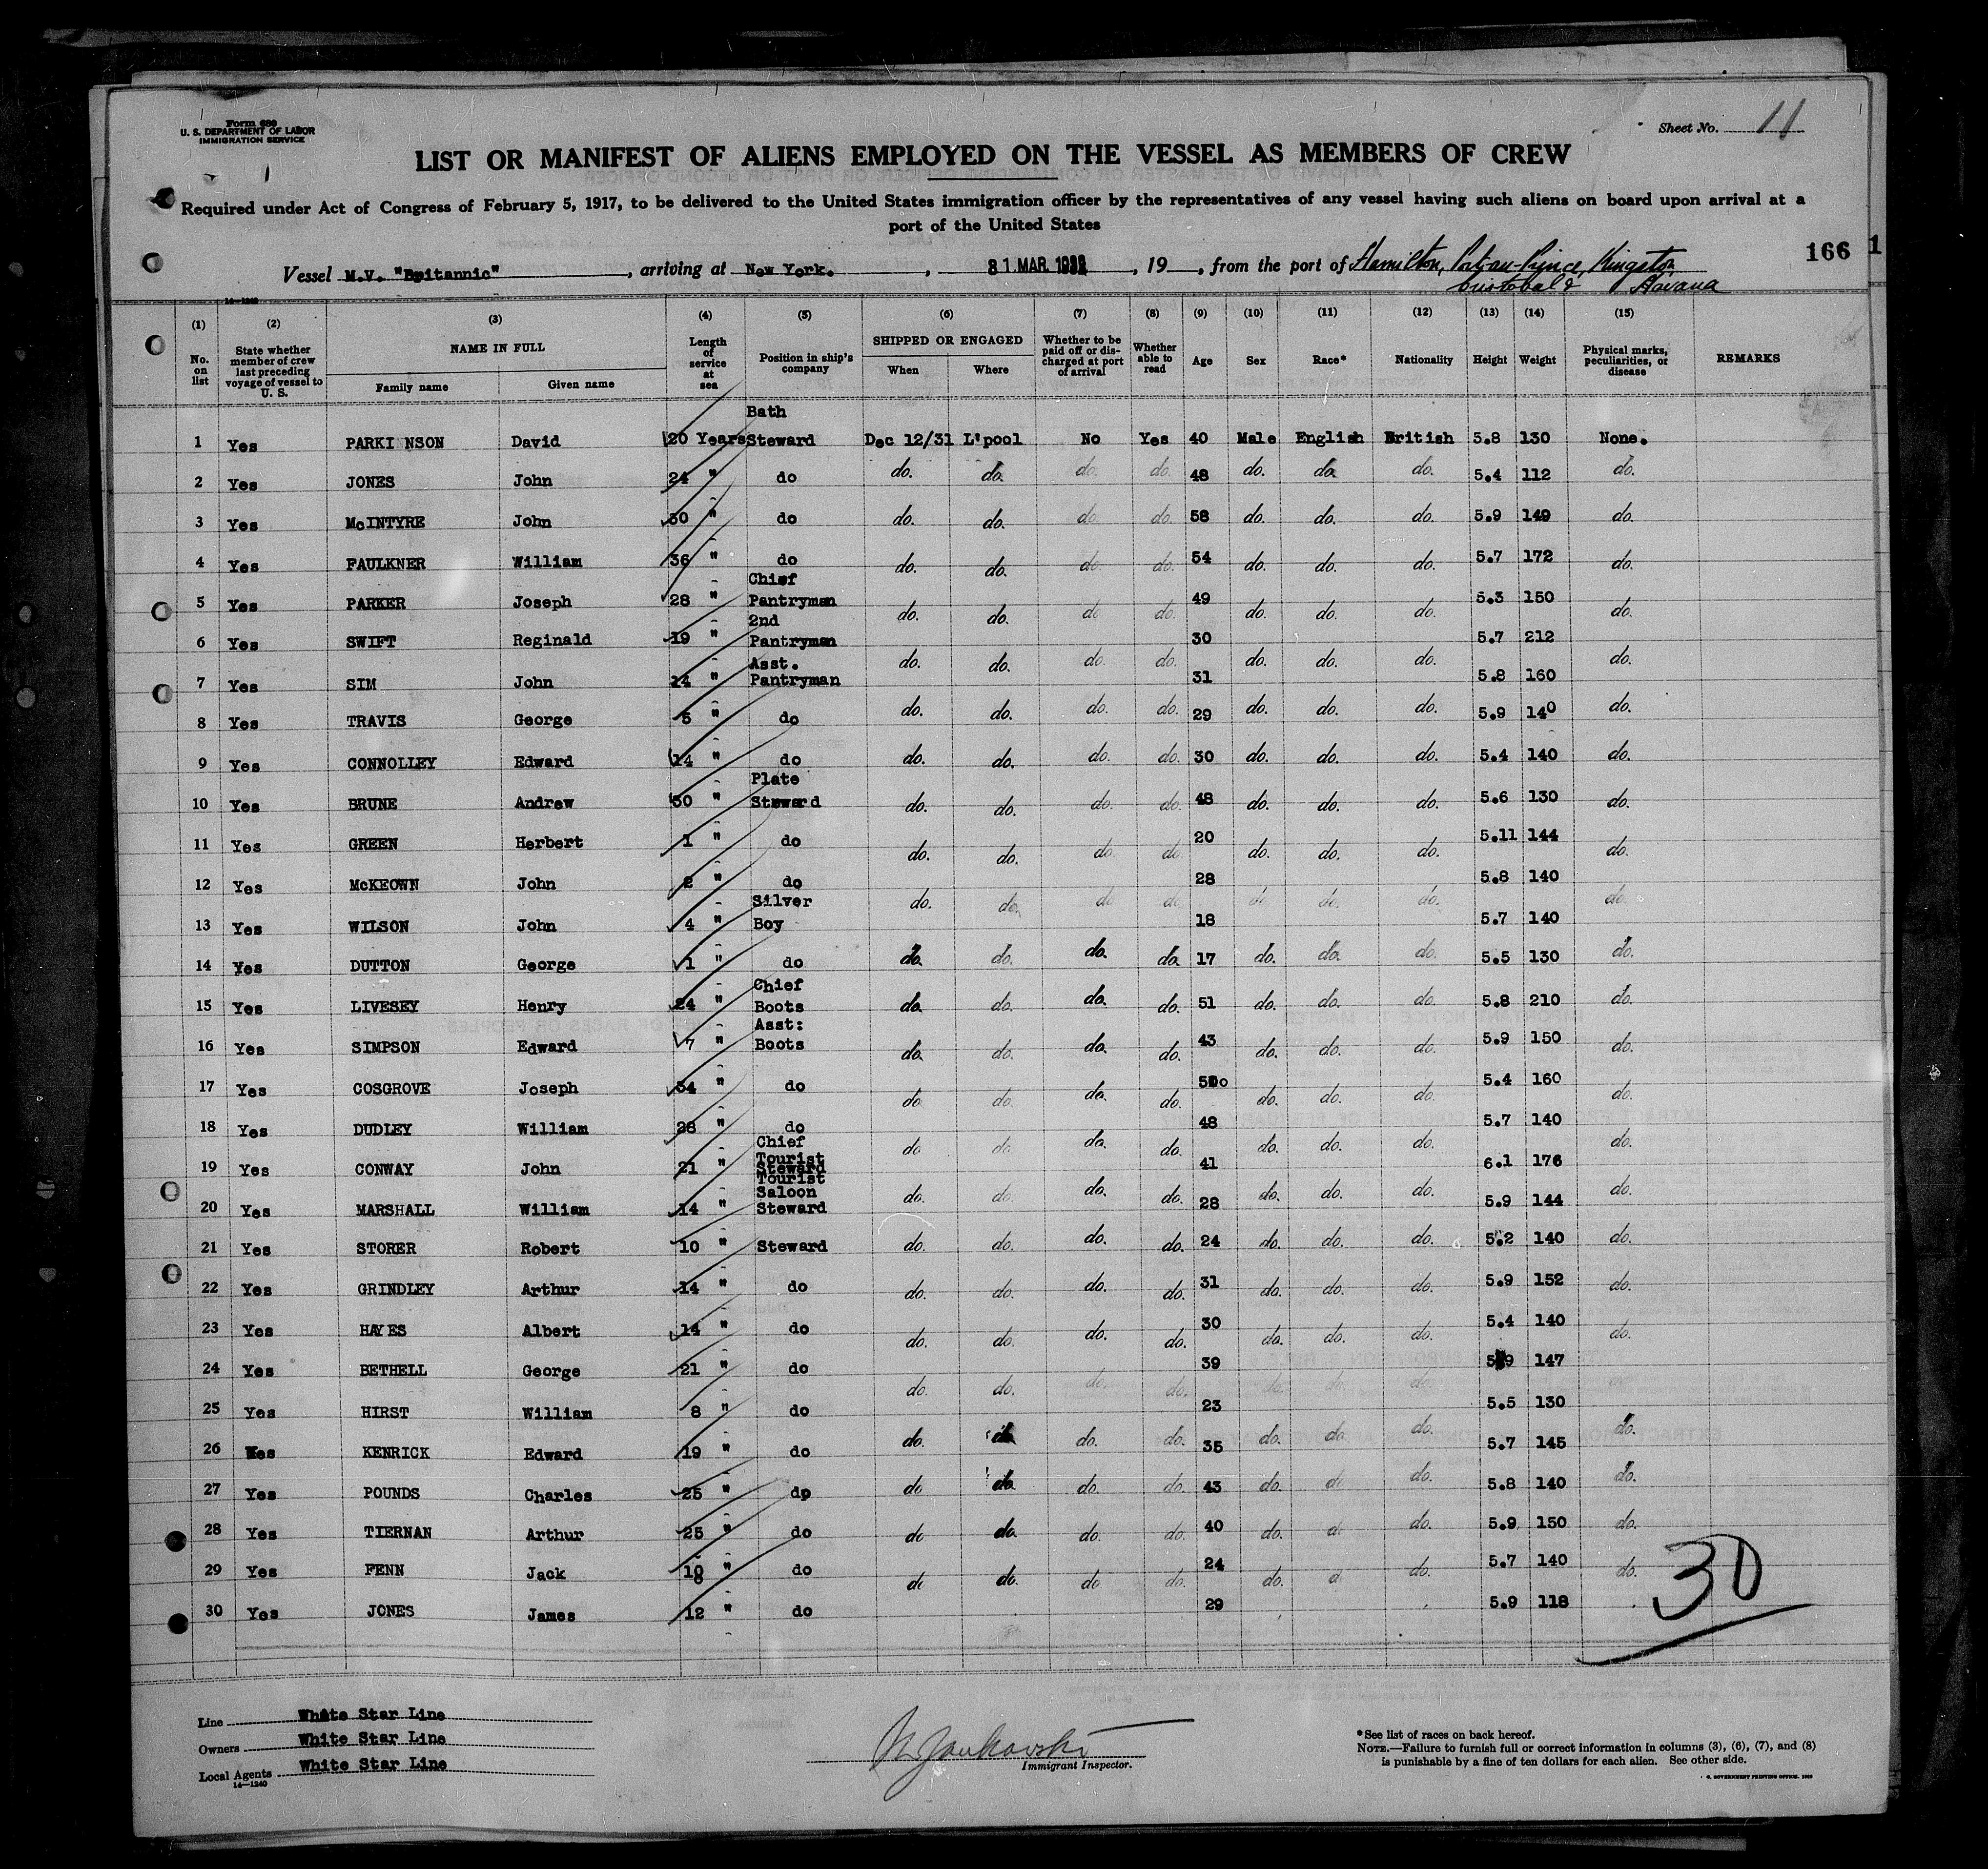 Form 680
U. S. DEPARTMENT OF LABOR
IMMIGRATION SERVICE
Sheet No. 11
LIST OR MANIFEST OF ALIENS EMPLOYED ON THE VESSEL AS MEMBERS OF CREW
Required under Act of Congress of February 5, 1917, to be delivered to the United States immigration officer by the representatives of any vessel having such aliens on board upon arrival at a
port of the United States
166 1
Vessel M.V. "Britannic", arriving at New York., 31 MAR, 19, from the port of Hamilton, Port-au-Prince, Kingston,
Cristobal & Havana
14-1240
(1) (2) (3) (4) (5) (6) (7) (8) (9) (10) (11) (12) (13) (14) (15)
No. on list State whether member of crew last preceding voyage of vessel to U. S. NAME IN FULL Family name Given name Length of service at sea Position in ship's company SHIPPED OR ENGAGED When Where Whether to be paid off or discharged at port of arrival Whether able to read Age Sex Race* Nationality Height Weight Physical marks, peculiarities, or disease REMARKS
1 Yes PARKINSON David 20 Years Bath Steward Dec 12/31 L'pool No Yes 40 Male English British 5.8 130 None.
2 Yes JONES John 24 " do do. do. do. do. 48 do. do. do. 5.4 112 do.
3 Yes McINTYRE John 30 " do do. do. do. do. 58 do. do. do. 5.9 149 do.
4 Yes FAULKNER William 36 " do do. do. do. do. 54 do. do. do. 5.7 172 do.
5 Yes PARKER Joseph 28 " Chief Pantryman do. do. do do. 49 do. do. do. 5.3 150 do.
6 Yes SWIFT Reginald 19 " 2nd Pantryman do. do. do. do. 30 do. do. do. 5.7 212 do.
7 Yes SIM John 14 " Asst. Pantryman 31 5.8 160
8 Yes TRAVIS George 5 " do do. do. do. do. 29 do. do. do. 5.9 140 do.
9 Yes CONNOLLEY Edward 14 " do do. do. do. do. 30 do. do. do. 5.4 140 do.
10 Yes BRUNE Andrew 30 " Plate Steward do. do. do. do. 48 do. do. do. 5.6 130 do.
11 Yes GREEN Herbert 1 " do do. do. do. do 20 do. do. do. 5.11 144 do.
12 Yes McKEOWN John 2 " do do. do. do do 28 do do. do. 5.8 140 do.
13 Yes WILSON John 4 " Silver Boy 18 5.7 140
14 Yes DUTTON George 1 " do do. do. do. do. 17 do. do. do. 5.5 130 do.
15 Yes LIVESEY Henry 24 " Chief Boots do. do. do. do. 51 do. do. do. 5.8 210 do.
16 Yes SIMPSON Edward 7 " Asst: Boots do. do. do. do. 43 do. do. do. 5.9 150 do.
17 Yes COSGROVE Joseph 34 " do do. do. do. do. do. do. do. 5.4 160 do.
18 Yes DUDLEY William 28 " do do do do. do. 48 do. do. do. 5.7 140 do.
19 Yes CONWAY John 21 " Chief Tourist Steward do. do. do. do. 41 do. do. do. 6.1 176 do.
20 Yes MARSHALL William 14 " Tourist Saloon Steward 28 5.9 144
21 Yes STORER Robert 10 " Steward do. do. do. do. 24 do. do. do. 5.2 140 do.
22 Yes GRINDLEY Arthur 14 " do do. do. do. do. 31 do. do. do. 5.9 152 do.
23 Yes HAYES Albert 14 " do do. do. do. do. 30 do. do. do. 5.4 140 do.
24 Yes BETHELL George 21 " do do. do. do. do. 39 do. do do. 5.9 147
25 Yes HIRST William 8 " do 23 5.5 130
26 Yes KENRICK Edward 19 " do do. do. do. do. 35 do. do do. 5.7 145 do.
27 Yes POUNDS Charles 25 " do do do. do. do. 43 do. do do. 5.8 140 do.
28 Yes TIERNAN Arthur 25 " do do do. do. do. 40 do. do do. 5.9 150 do.
29 Yes FENN Jack 10 " do do do. do do. 24 do. do. 5.7 140 do.
30 Yes JONES James 12 " do 29 5.9 118
30
Line White Star Line
Owners White Star Line
Local Agents White Star Line
14-1240
Immigrant Inspector.
*See list of races on back hereof.
NOTE.—Failure to furnish full or correct information in columns (3), (6), (7), and (8)
is punishable by a fine of ten dollars for each alien. See other side.